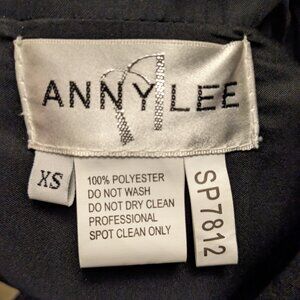 ANNY LEE
XS
100% POLYESTER
DO NOT WASH
DO NOT DRY CLEAN
PROFESSIONAL
SPOT CLEAN ONLY
SP7812